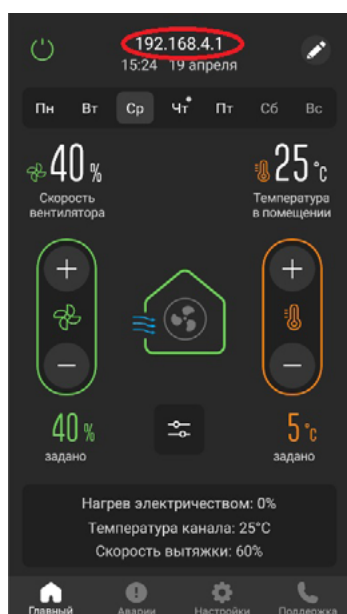 192.168.4.1
15:24 19 апреля
Пн Вт Ср Чт Пт Сб Вс
40 % 25 °c
Скорость вентилятора Температура в помещении
40 % 5 °c
задано задано
Нагрев электричеством: 0%
Температура канала: 25°C
Скорость вытяжки: 60%
Главный Аварии Настройки Поддержка